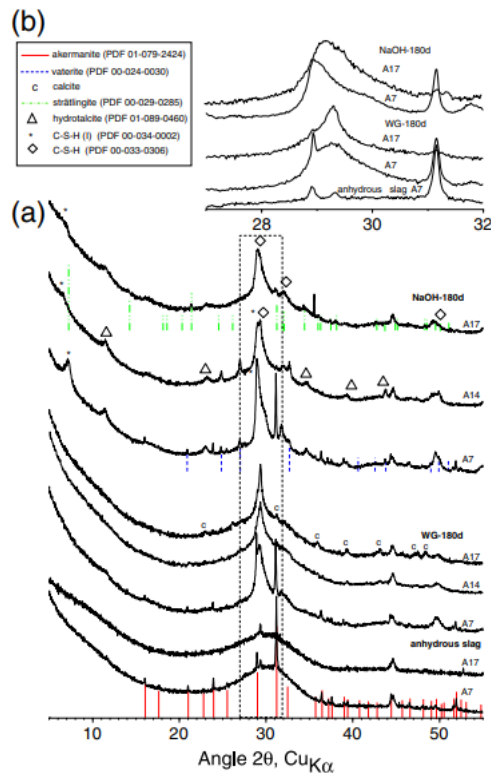 (b)
akermanite (PDF 01-079-2424)
vaterite (PDF 00-024-0030)
c calcite
strätlingite (PDF 00-029-0285)
hydrotalcite (PDF 01-089-0460)
* C-S-H (I) (PDF 00-034-0002)
C-S-H (PDF 00-033-0306)
NaOH-180d
A17
A7
WG-180d
A17
A7
anhydrous slag A7
28 30 32
(a)
*
NaOH-180d
A17
*
*
A14
*
A7
WG-180d
c c c c c c c
A17
A14
A7
anhydrous slag
A17
A7
10 20 30 40 50
Angle 2θ, CuKα